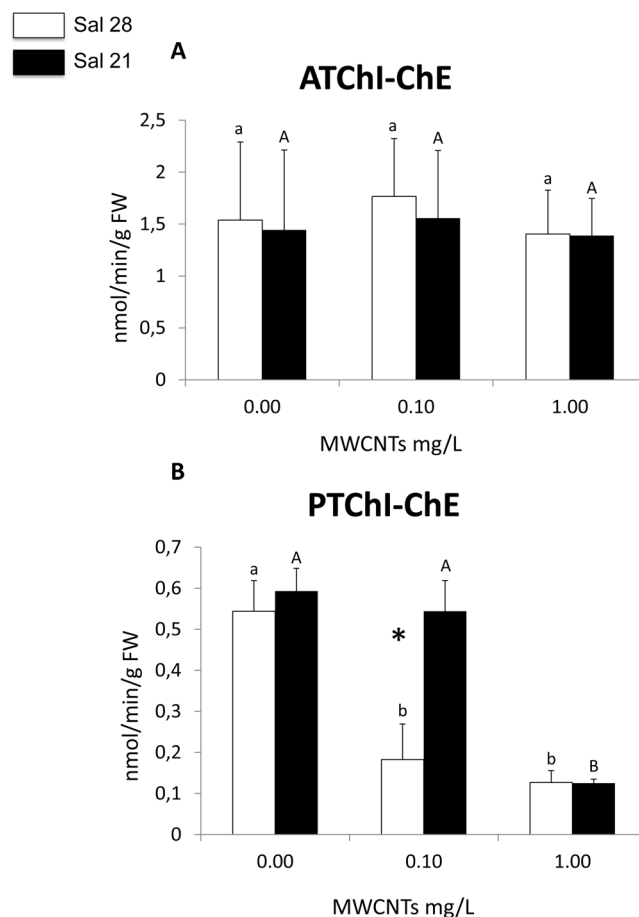 Sal 28
Sal 21
A
ATChI-ChE
nmol/min/g FW
2,5
2
1,5
1
0,5
0
a
A
a
A
a
A
0.00
0.10
1.00
MWCNTs mg/L
B
PTChI-ChE
nmol/min/g FW
0,7
0,6
0,5
0,4
0,3
0,2
0,1
0
a
A
*
b
A
b
B
0.00
0.10
1.00
MWCNTs mg/L